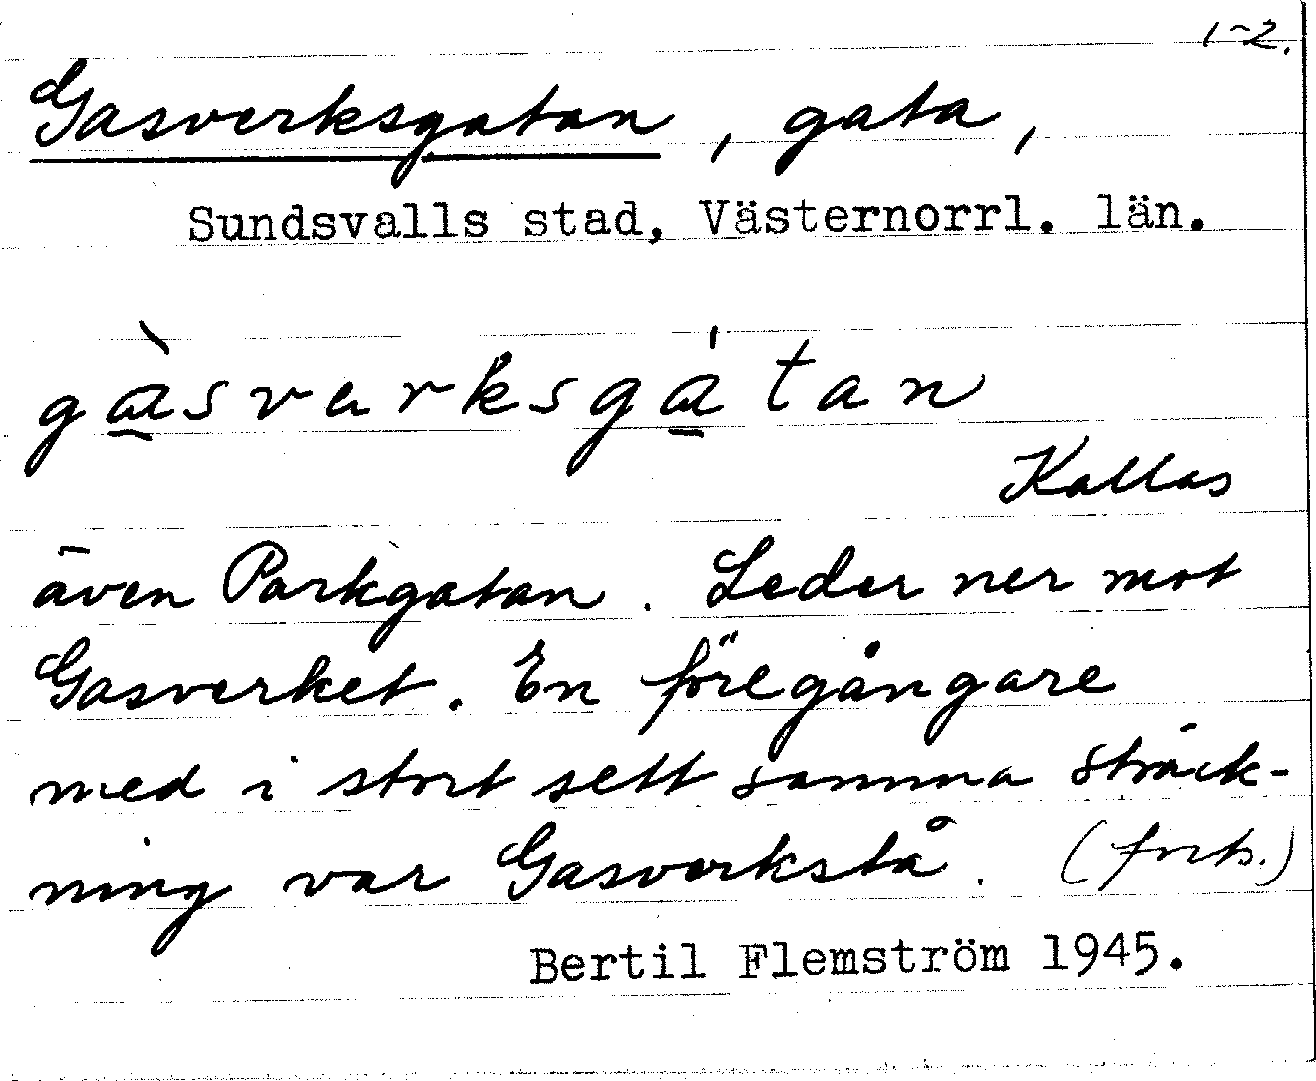 1-2.
Gasverksgatan, gata,
Sundsvalls stad, Västernorrl. län.
gàsvarksgátan
Kallas
även Parkgatan. Leder ner mot
Gasverket. En föregångare
med i stort sett samma sträck-
ning var Gasverkstå. (forts.)
Bertil Flemström 1945.